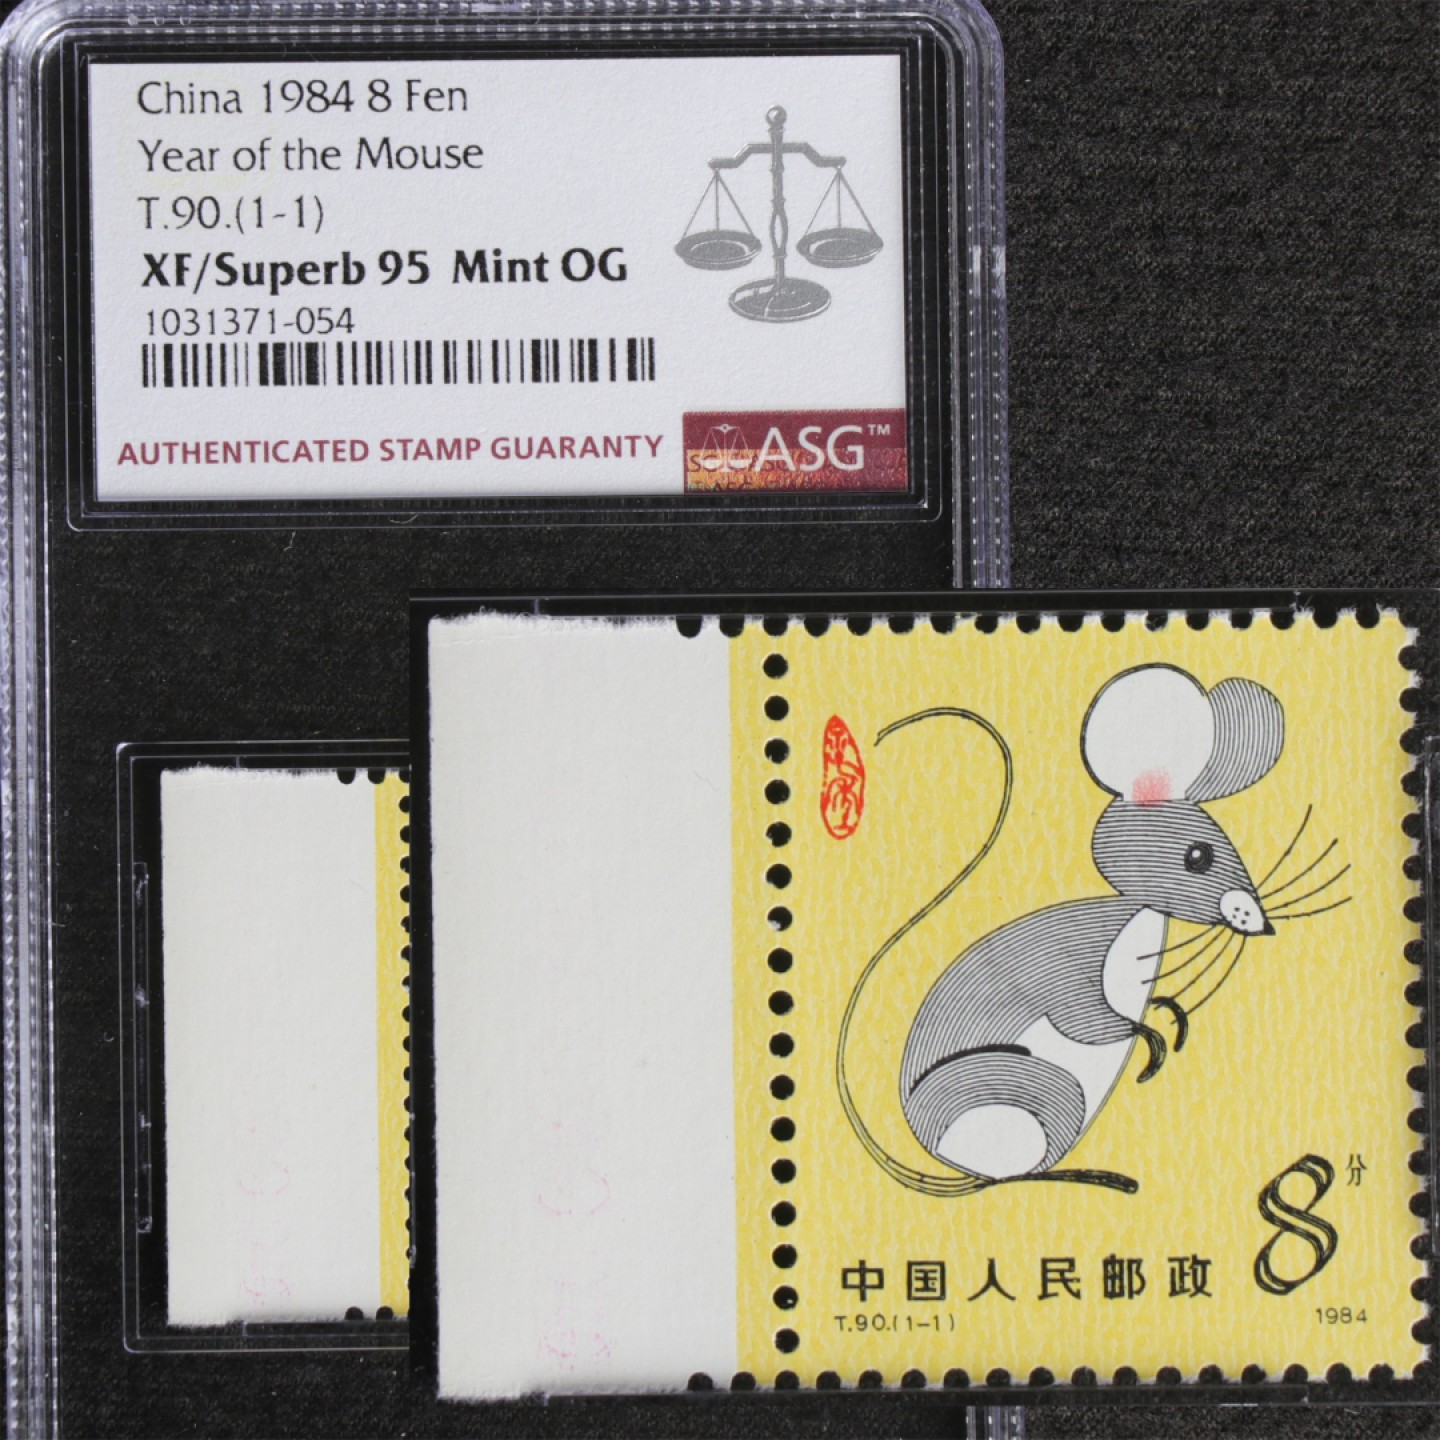 China 1984 8 Fen
Year of the Mouse
T.90.(1-1)
XF/Superb 95 Mint OG
1031371-054
AUTHENTICATED STAMP GUARANTY
ASG™
8分
中国人民邮政
T.90.(1-1)
1984